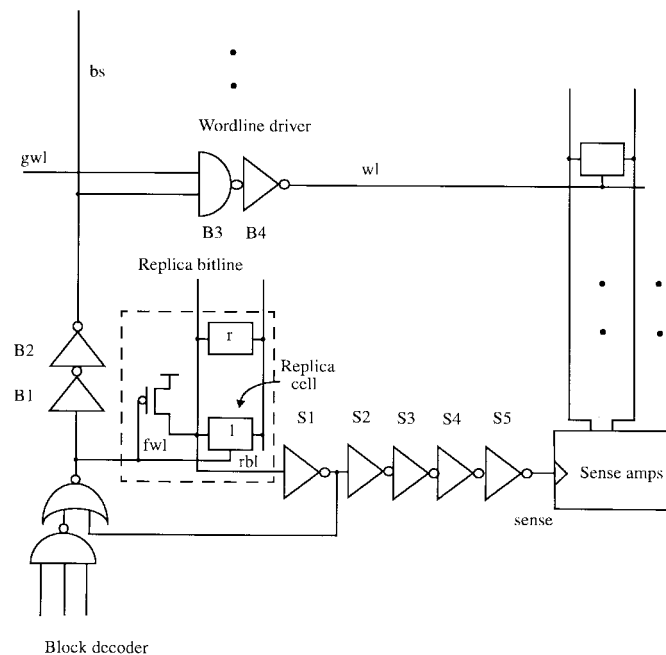 bs
Wordline driver
gwl
wl
B3
B4
Replica bitline
B2
r
Replica
cell
B1
S1
S2
S3
S4
S5
1
fwl
rbl
Sense amps
sense
Block decoder